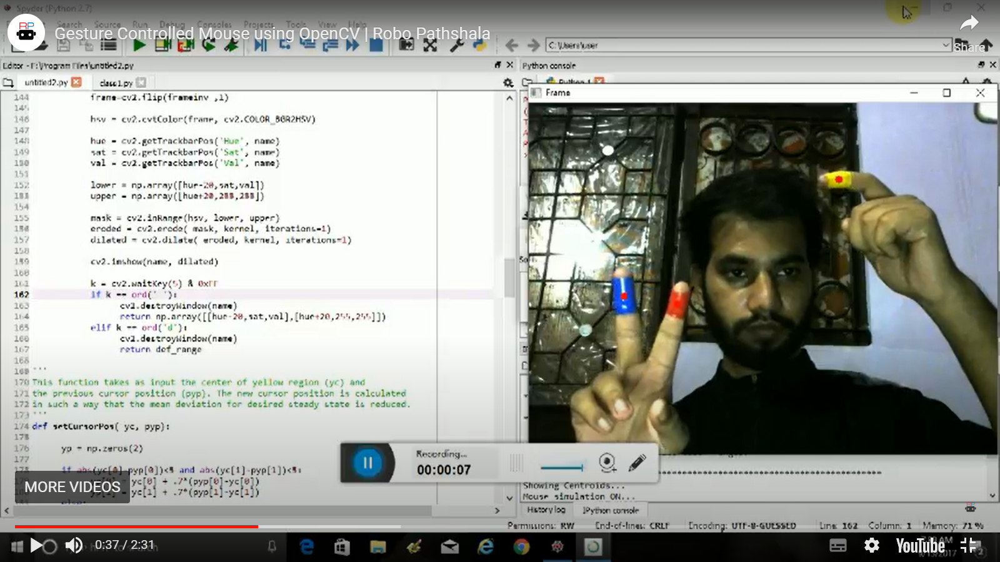 Spyder (Python 2.7)
Search Source Run Debug Consoles Projects Tools View Help
RP
Gesture Controlled Mouse using OpenCV | Robo Pathshala
Share
C:\Users\user
Editor - F:\Program Files\untitled2.py
Python console
untitled2.py
class1.py
Python 1
Frame
144 frame=cv2.flip(frameinv ,1)
145
146 hsv = cv2.cvtColor(frame, cv2.COLOR_BGR2HSV)
147
148 hue = cv2.getTrackbarPos('Hue', name)
149 sat = cv2.getTrackbarPos('Sat', name)
150 val = cv2.getTrackbarPos('Val', name)
151
152 lower = np.array([hue-20,sat,val])
153 upper = np.array([hue+20,255,255])
154
155 mask = cv2.inRange(hsv, lower, upper)
156 eroded = cv2.erode( mask, kernel, iterations=1)
157 dilated = cv2.dilate( eroded, kernel, iterations=1)
158
159 cv2.imshow(name, dilated)
160
161 k = cv2.waitKey(5) & 0xFF
162 if k == ord(' '):
163 cv2.destroyWindow(name)
164 return np.array([[hue-20,sat,val],[hue+20,255,255]])
165 elif k == ord('d'):
166 cv2.destroyWindow(name)
167 return def_range
168
169 '''
170 This function takes as input the center of yellow region (yc) and
171 the previous cursor position (pyp). The new cursor position is calculated
172 in such a way that the mean deviation for desired steady state is reduced.
173 '''
174 def setCursorPos( yc, pyp):
175
176 yp = np.zeros(2)
177
178 if abs(yc[0]-pyp[0])<5 and abs(yc[1]-pyp[1])<5:
yc[0] + .7*(pyp[0]-yc[0])
yp[1] = yc[1] + .7*(pyp[1]-yc[1])
else:
MORE VIDEOS
Recording...
00:00:07
Showing Centroids...
Mouse simulation ON...
History log
IPython console
Permissions: RW End-of-lines: CRLF Encoding: UTF-8-GUESSED Line: 162 Column: 1 Memory: 71 %
0:37 / 2:31
YouTube